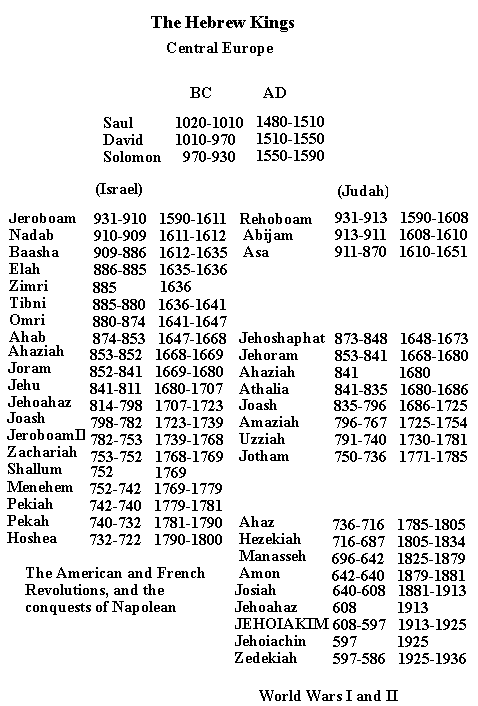 The Hebrew Kings
Central Europe
BC AD
Saul 1020-1010 1480-1510
David 1010-970 1510-1550
Solomon 970-930 1550-1590
(Israel)
Jeroboam 931-910 1590-1611
Nadab 910-909 1611-1612
Baasha 909-886 1612-1635
Elah 886-885 1635-1636
Zimri 885 1636
Tibni 885-880 1636-1641
Omri 880-874 1641-1647
Ahab 874-853 1647-1668
Ahaziah 853-852 1668-1669
Joram 852-841 1669-1680
Jehu 841-811 1680-1707
Jehoahaz 814-798 1707-1723
Joash 798-782 1723-1739
JeroboamII 782-753 1739-1768
Zachariah 753-752 1768-1769
Shallum 752 1769
Menehem 752-742 1769-1779
Pekiah 742-740 1779-1781
Pekah 740-732 1781-1790
Hoshea 732-722 1790-1800
The American and French
Revolutions, and the
conquests of Napolean
(Judah)
Rehoboam 931-913 1590-1608
Abijam 913-911 1608-1610
Asa 911-870 1610-1651
Jehoshaphat 873-848 1648-1673
Jehoram 853-841 1668-1680
Ahaziah 841 1680
Athalia 841-835 1680-1686
Joash 835-796 1686-1725
Amaziah 796-767 1725-1754
Uzziah 791-740 1730-1781
Jotham 750-736 1771-1785
Ahaz 736-716 1785-1805
Hezekiah 716-687 1805-1834
Manasseh 696-642 1825-1879
Amon 642-640 1879-1881
Josiah 640-608 1881-1913
Jehoahaz 608 1913
JEHOIAKIM 608-597 1913-1925
Jehoiachin 597 1925
Zedekiah 597-586 1925-1936
World Wars I and II